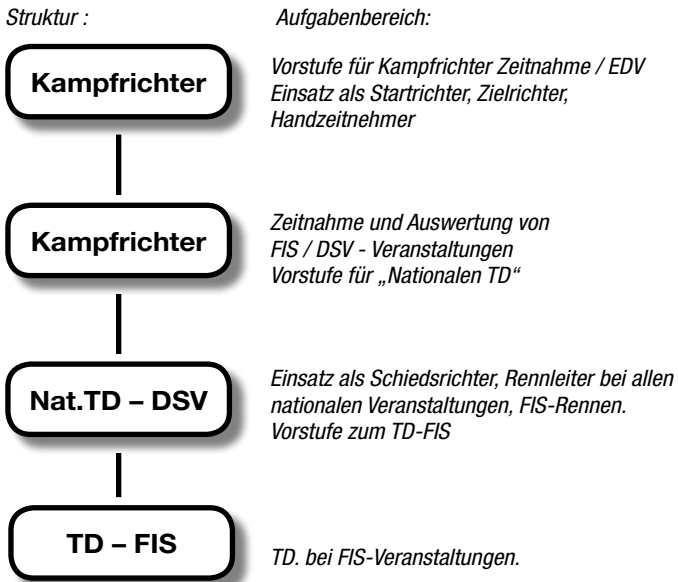 Struktur : Aufgabenbereich:
Kampfrichter
Vorstufe für Kampfrichter Zeitnahme / EDV
Einsatz als Startrichter, Zielrichter,
Handzeitnehmer
Kampfrichter
Zeitnahme und Auswertung von
FIS / DSV - Veranstaltungen
Vorstufe für „Nationalen TD“
Nat.TD – DSV
Einsatz als Schiedsrichter, Rennleiter bei allen
nationalen Veranstaltungen, FIS-Rennen.
Vorstufe zum TD-FIS
TD – FIS
TD. bei FIS-Veranstaltungen.